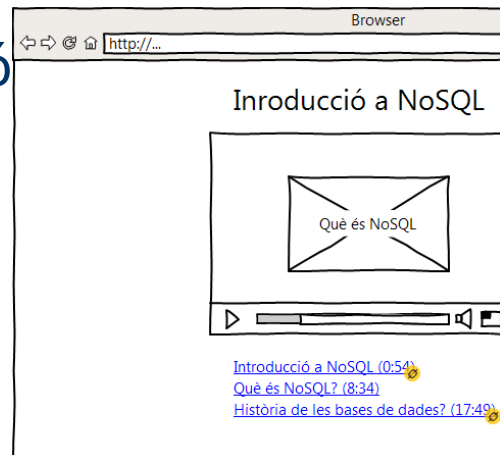 Browser
http://...
ó
Inroducció a NoSQL
Què és NoSQL
Introducció a NoSQL (0:54)
Què és NoSQL? (8:34)
Història de les bases de dades? (17:49)